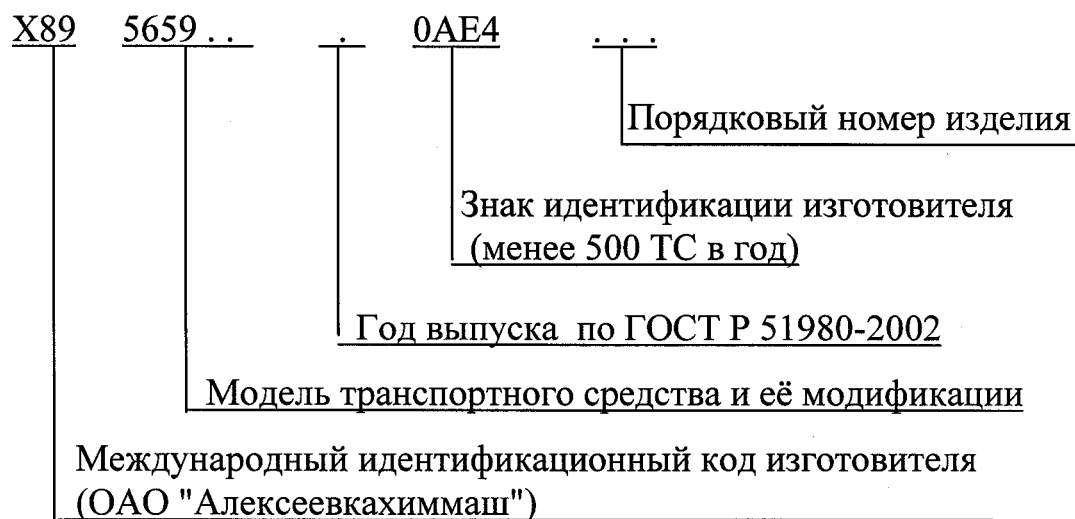 X89 5659 . . . 0AE4 . . .
Порядковый номер изделия
Знак идентификации изготовителя
(менее 500 ТС в год)
Год выпуска по ГОСТ Р 51980-2002
Модель транспортного средства и её модификации
Международный идентификационный код изготовителя
(ОАО "Алексеевкахиммаш")